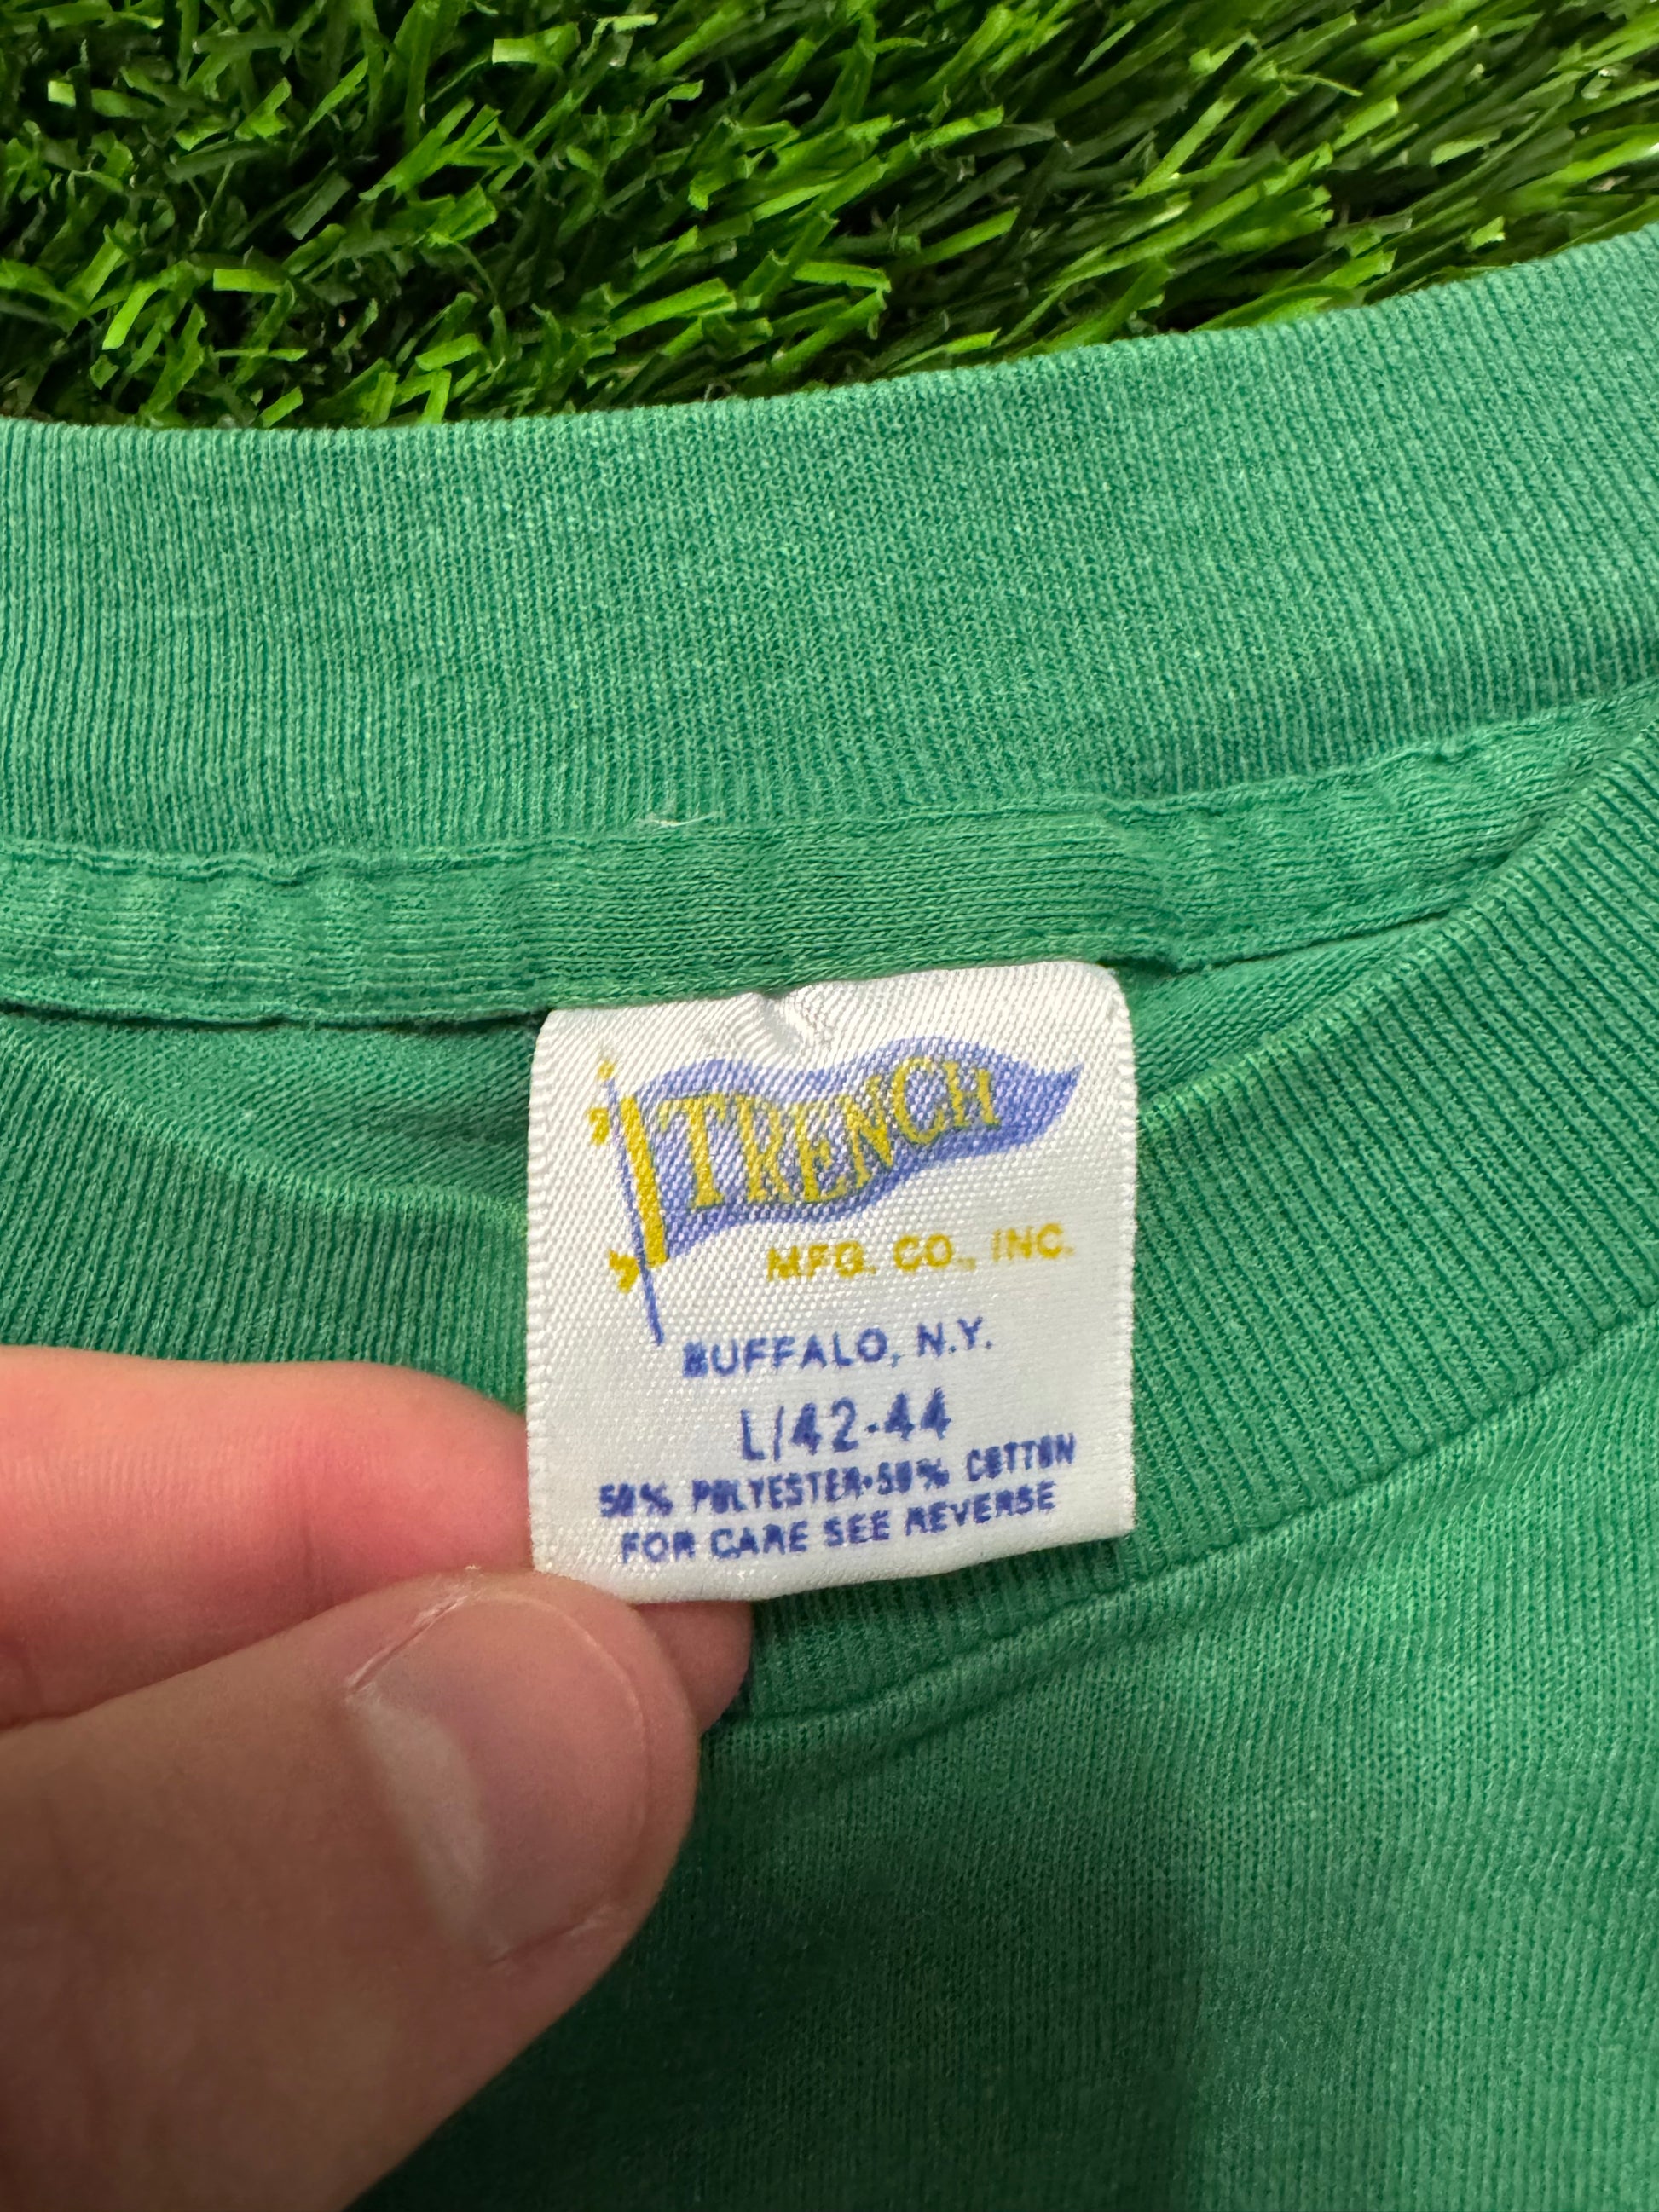 TRENCH
MFG. CO., INC.
BUFFALO, N.Y.
L/42-44
50% POLYESTER•50% COTTON
FOR CARE SEE REVERSE